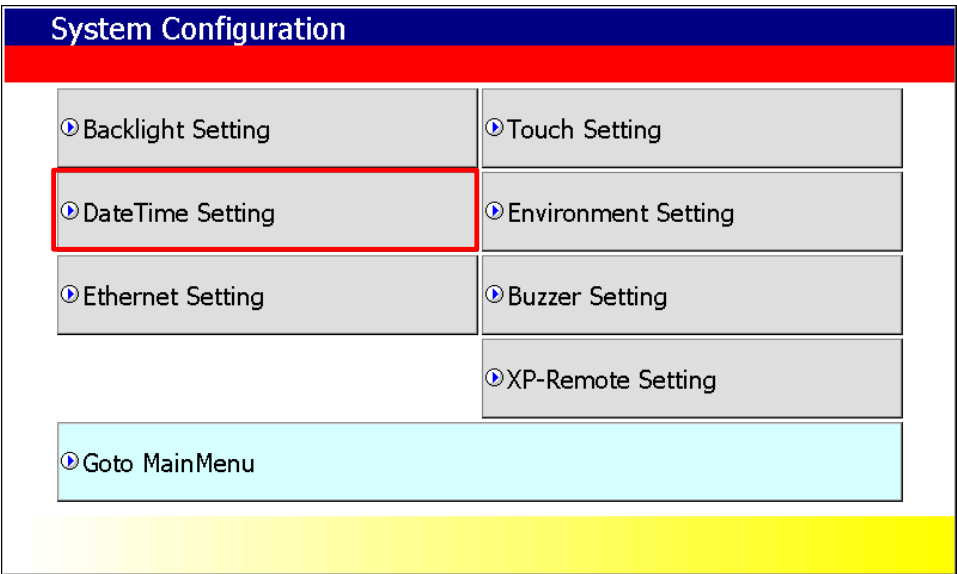 System Configuration
Backlight Setting
Touch Setting
DateTime Setting
Environment Setting
Ethernet Setting
Buzzer Setting
XP-Remote Setting
Goto MainMenu